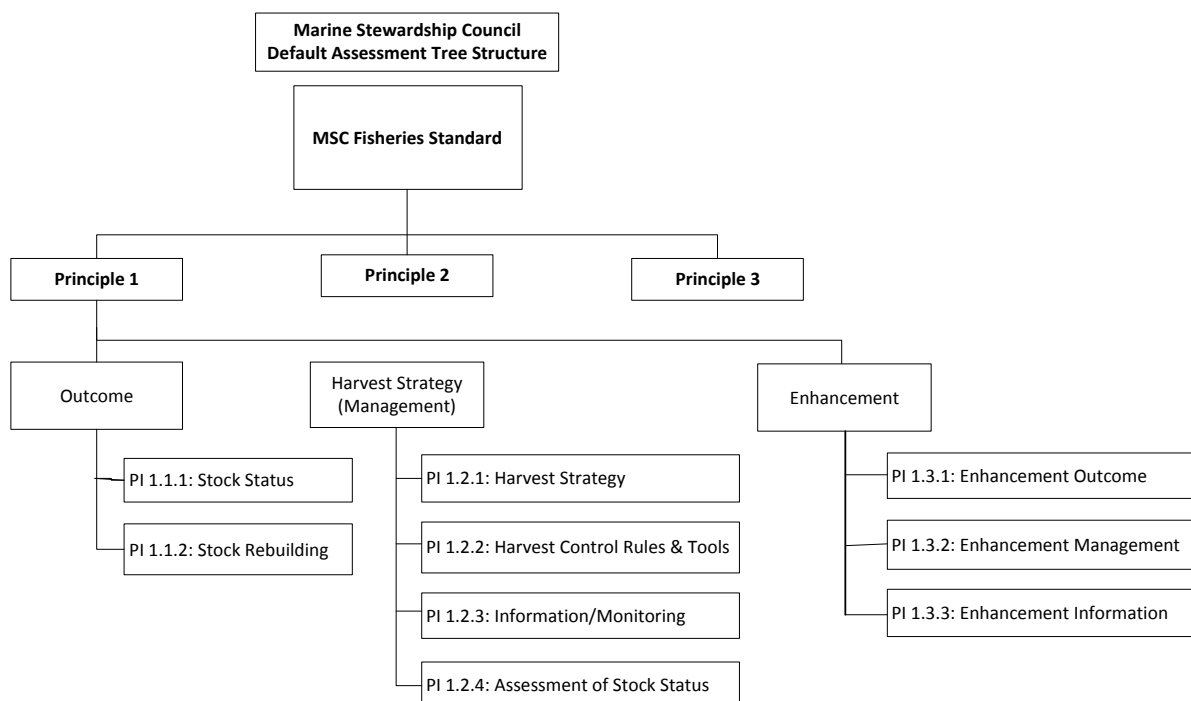 Marine Stewardship Council
Default Assessment Tree Structure
MSC Fisheries Standard
Principle 1
Principle 2
Principle 3
Outcome
Harvest Strategy
(Management)
Enhancement
PI 1.1.1: Stock Status
PI 1.1.2: Stock Rebuilding
PI 1.2.1: Harvest Strategy
PI 1.2.2: Harvest Control Rules & Tools
PI 1.2.3: Information/Monitoring
PI 1.2.4: Assessment of Stock Status
PI 1.3.1: Enhancement Outcome
PI 1.3.2: Enhancement Management
PI 1.3.3: Enhancement Information